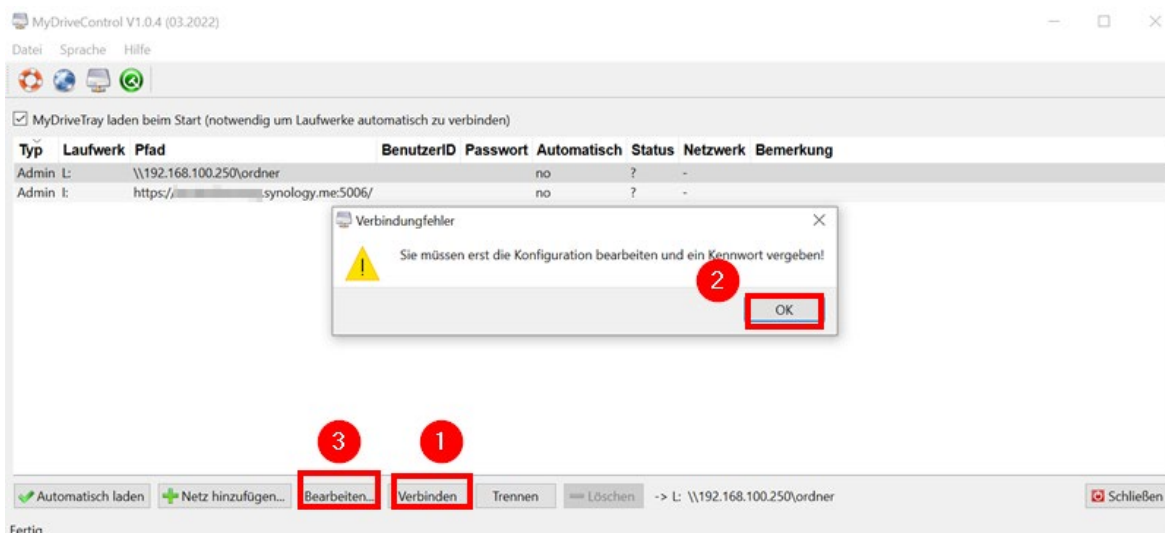 MyDriveControl V1.0.4 (03.2022)
Datei Sprache Hilfe
MyDriveTray laden beim Start (notwendig um Laufwerke automatisch zu verbinden)
Typ Laufwerk Pfad BenutzerID Passwort Automatisch Status Netzwerk Bemerkung
Admin L: \\192.168.100.250\ordner no ? -
Admin I: https:/ .synology.me:5006/ no ? -
Verbindungfehler
Sie müssen erst die Konfiguration bearbeiten und ein Kennwort vergeben!
2
OK
3 1
Automatisch laden Netz hinzufügen... Bearbeiten... Verbinden Trennen Löschen -> L: \\192.168.100.250\ordner Schließen
Fertig